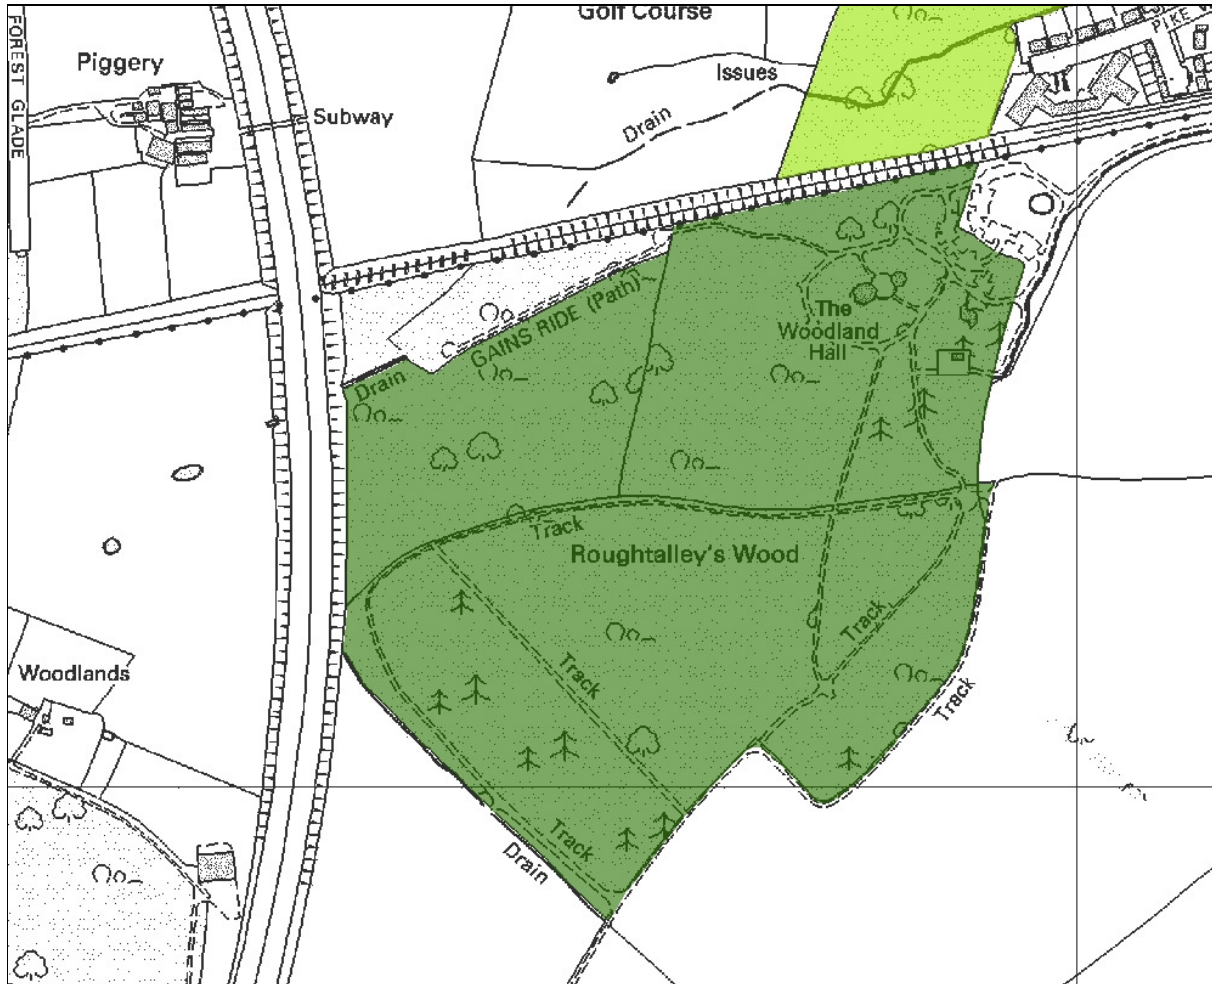 Golf Course
PIKE
Piggery
Issues
FOREST GLADE
Subway
Drain
GAINS RIDE (Path)
The
Woodland
Hall
Drain
Track
Roughtalley's Wood
Track
Woodlands
Track
Track
Track
Drain